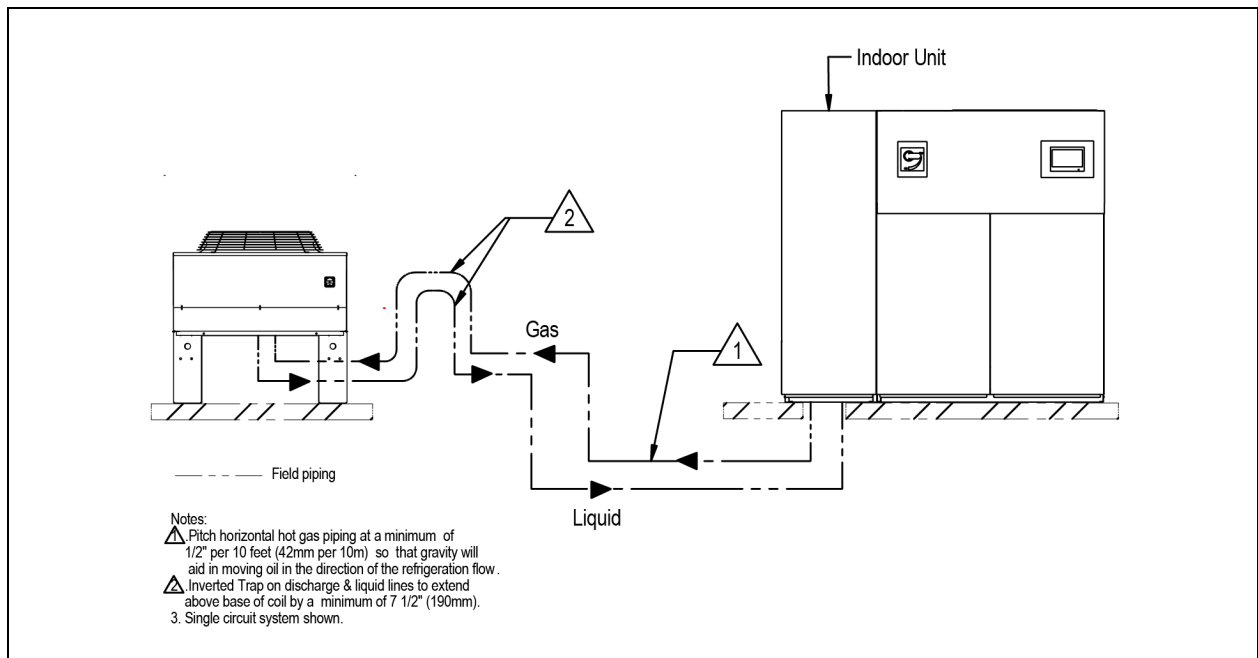 Indoor Unit
2
Gas
1
Liquid
Field piping
Notes:
1.Pitch horizontal hot gas piping at a minimum of
1/2" per 10 feet (42mm per 10m) so that gravity will
aid in moving oil in the direction of the refrigeration flow.
2.Inverted Trap on discharge & liquid lines to extend
above base of coil by a minimum of 7 1/2" (190mm).
3. Single circuit system shown.